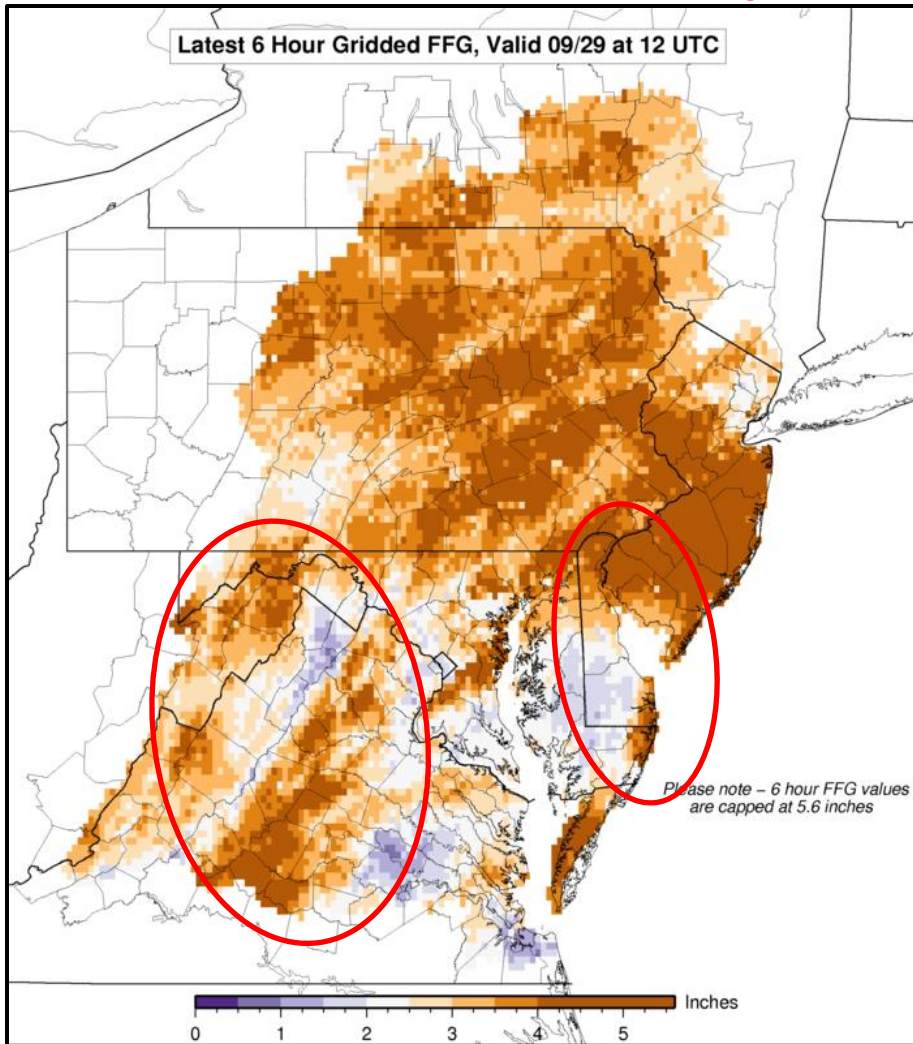 Latest 6 Hour Gridded FFG, Valid 09/29 at 12 UTC
Please note – 6 hour FFG values
are capped at 5.6 inches
Inches
0 1 2 3 4 5